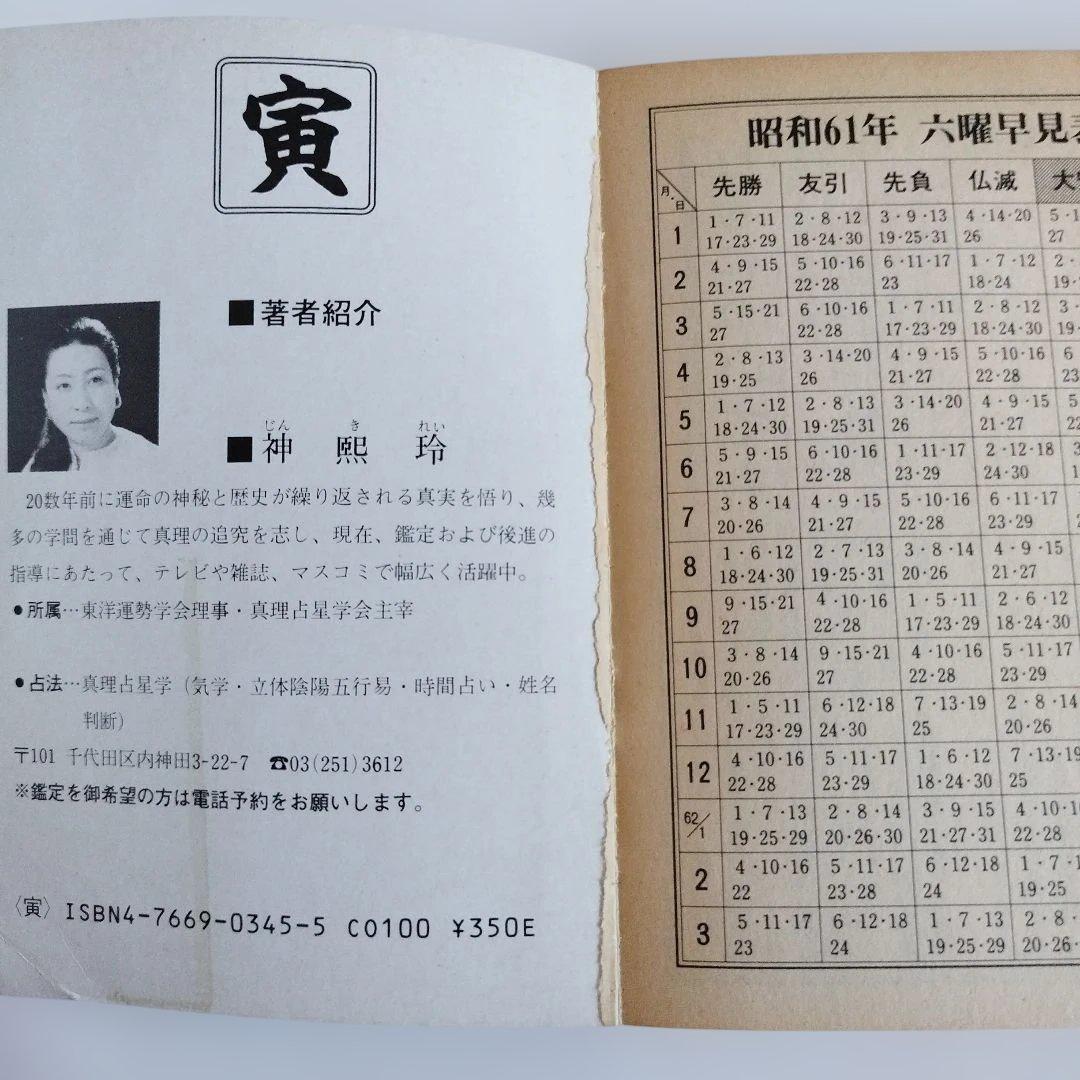 寅
■著者紹介
じん き れい
■神 熙 玲
20数年前に運命の神秘と歴史が繰り返される真実を悟り、幾
多の学問を通じて真理の追究を志し、現在、鑑定および後進の
指導にあたって、テレビや雑誌、マスコミで幅広く活躍中。
●所属…東洋運勢学会理事・真理占星学会主宰
●占法…真理占星学（気学・立体陰陽五行易・時間占い・姓名
判断）
〒101 千代田区内神田3-22-7 ☎03(251)3612
※鑑定を御希望の方は電話予約をお願いします。
〈寅〉ISBN4-7669-0345-5 C0100 ¥350E
昭和61年 六曜早見
月・日 先勝 友引 先負 仏滅 大
1 1・7・11 2・8・12 3・9・13 4・14・20
17・23・29 18・24・30 19・25・31 26 27
2 4・9・15 5・10・16 6・11・17 1・7・12 2・
21・27 22・28 23 18・24 19・
3 5・15・21 6・10・16 1・7・11 2・8・12 3・
27 22・28 17・23・29 18・24・30
4 2・8・13 3・14・20 4・9・15 5・10・16 6
19・25 26 21・27 22・28 23
5 1・7・12 2・8・13 3・14・20 4・9・15
18・24・30 19・25・31 26 21・27
6 5・9・15 6・10・16 1・11・17 2・12・18
21・27 22・28 23・29 24・30
7 3・8・14 4・9・15 5・10・16 6・11・17
20・26 21・27 22・28 23・29
8 1・6・12 2・7・13 3・8・14 4・9・15
18・24・30 19・25・31 20・26 21・27
9 9・15・21 4・10・16 1・5・11 2・6・12
27 22・28 17・23・29 18・24・30
10 3・8・14 9・15・21 4・10・16 5・11・17
20・26 27 22・28 23・29
11 1・5・11 6・12・18 7・13・19 2・8・14
17・23・29 24・30 25 20・26
12 4・10・16 5・11・17 1・6・12 7・13・19
22・28 23・29 18・24・30 25
62/1 1・7・13 2・8・14 3・9・15 4・10・
19・25・29 20・26・30 21・27・31 22・28
2 4・10・16 5・11・17 6・12・18 1・7・
22 23・28 24 19・25
3 5・11・17 6・12・18 1・7・13 2・8・
23 24 19・25・29 20・26・